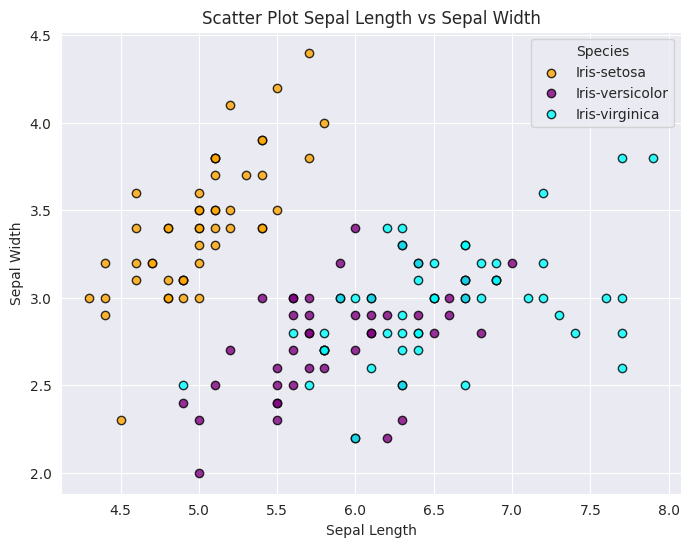 Scatter Plot Sepal Length vs Sepal Width
Species
Iris-setosa
Iris-versicolor
Iris-virginica
Sepal Width
4.5
4.0
3.5
3.0
2.5
2.0
4.5 5.0 5.5 6.0 6.5 7.0 7.5 8.0
Sepal Length